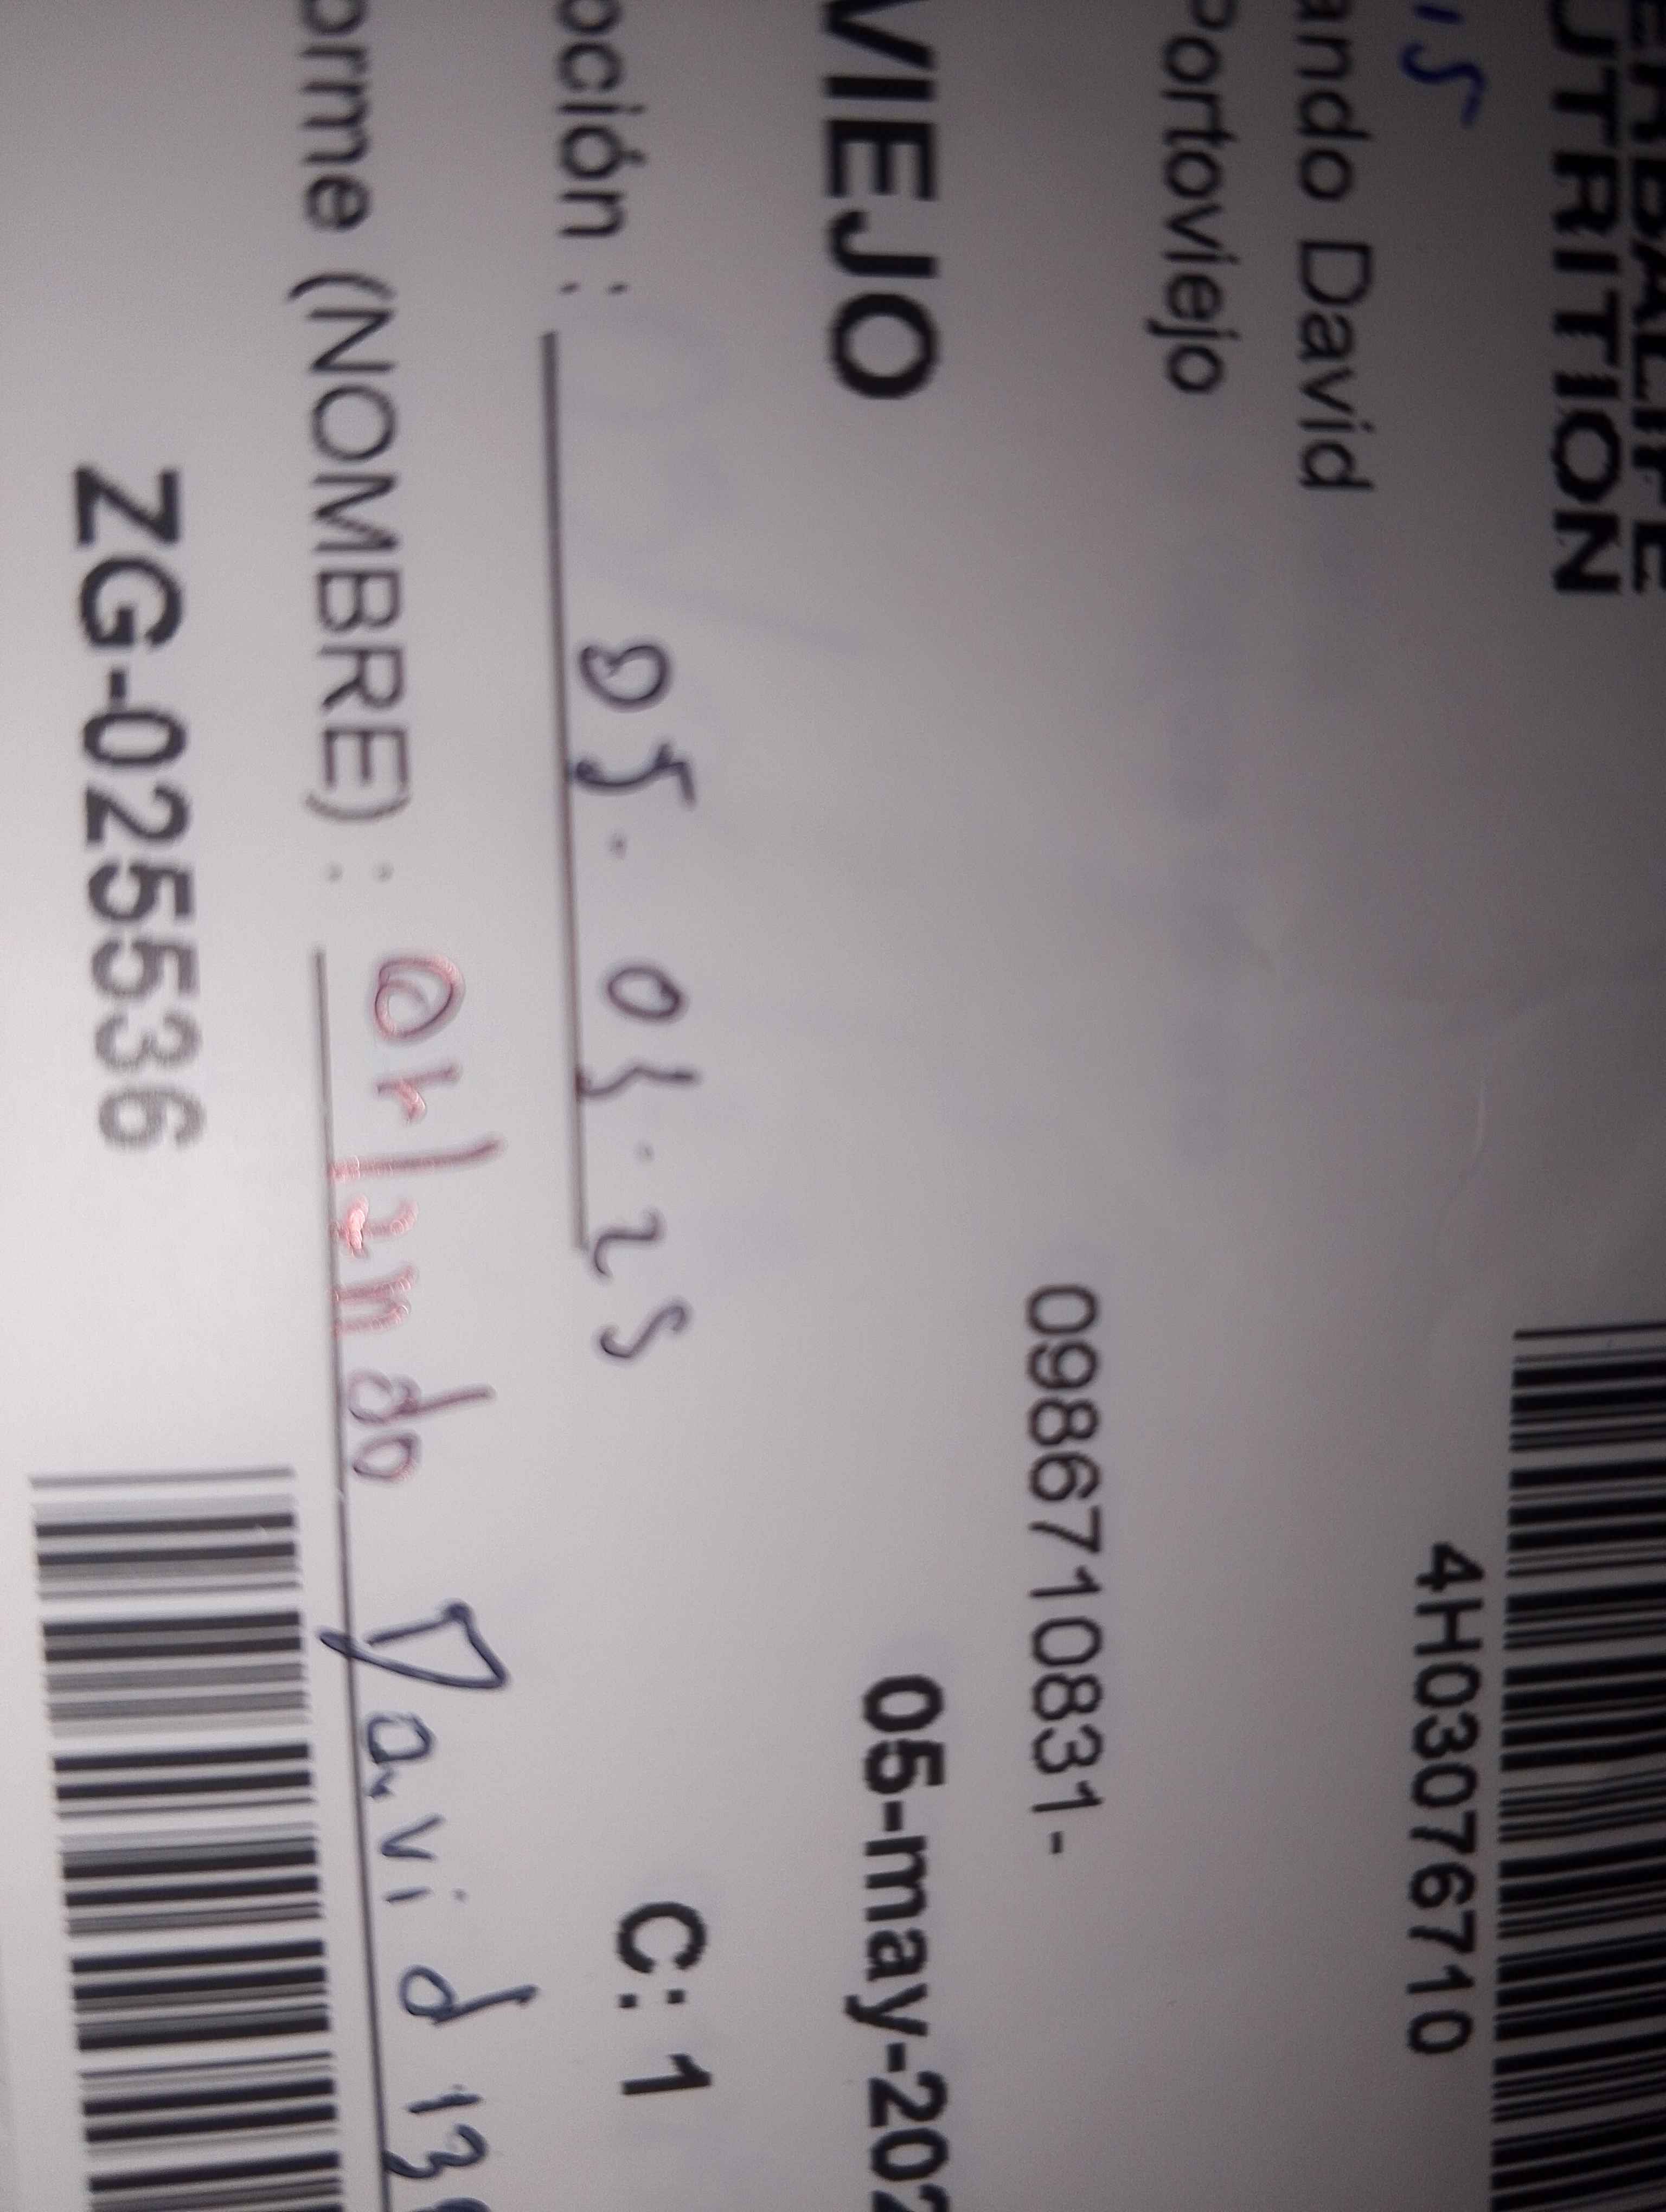 ERBALIFE
UTRITION
4H03076710
ando David
Portoviejo
0986710831-
VIEJO 05-may-202
C: 1
pción : 05.05.25
orme (NOMBRE) : Orlando David 13
ZG-025536